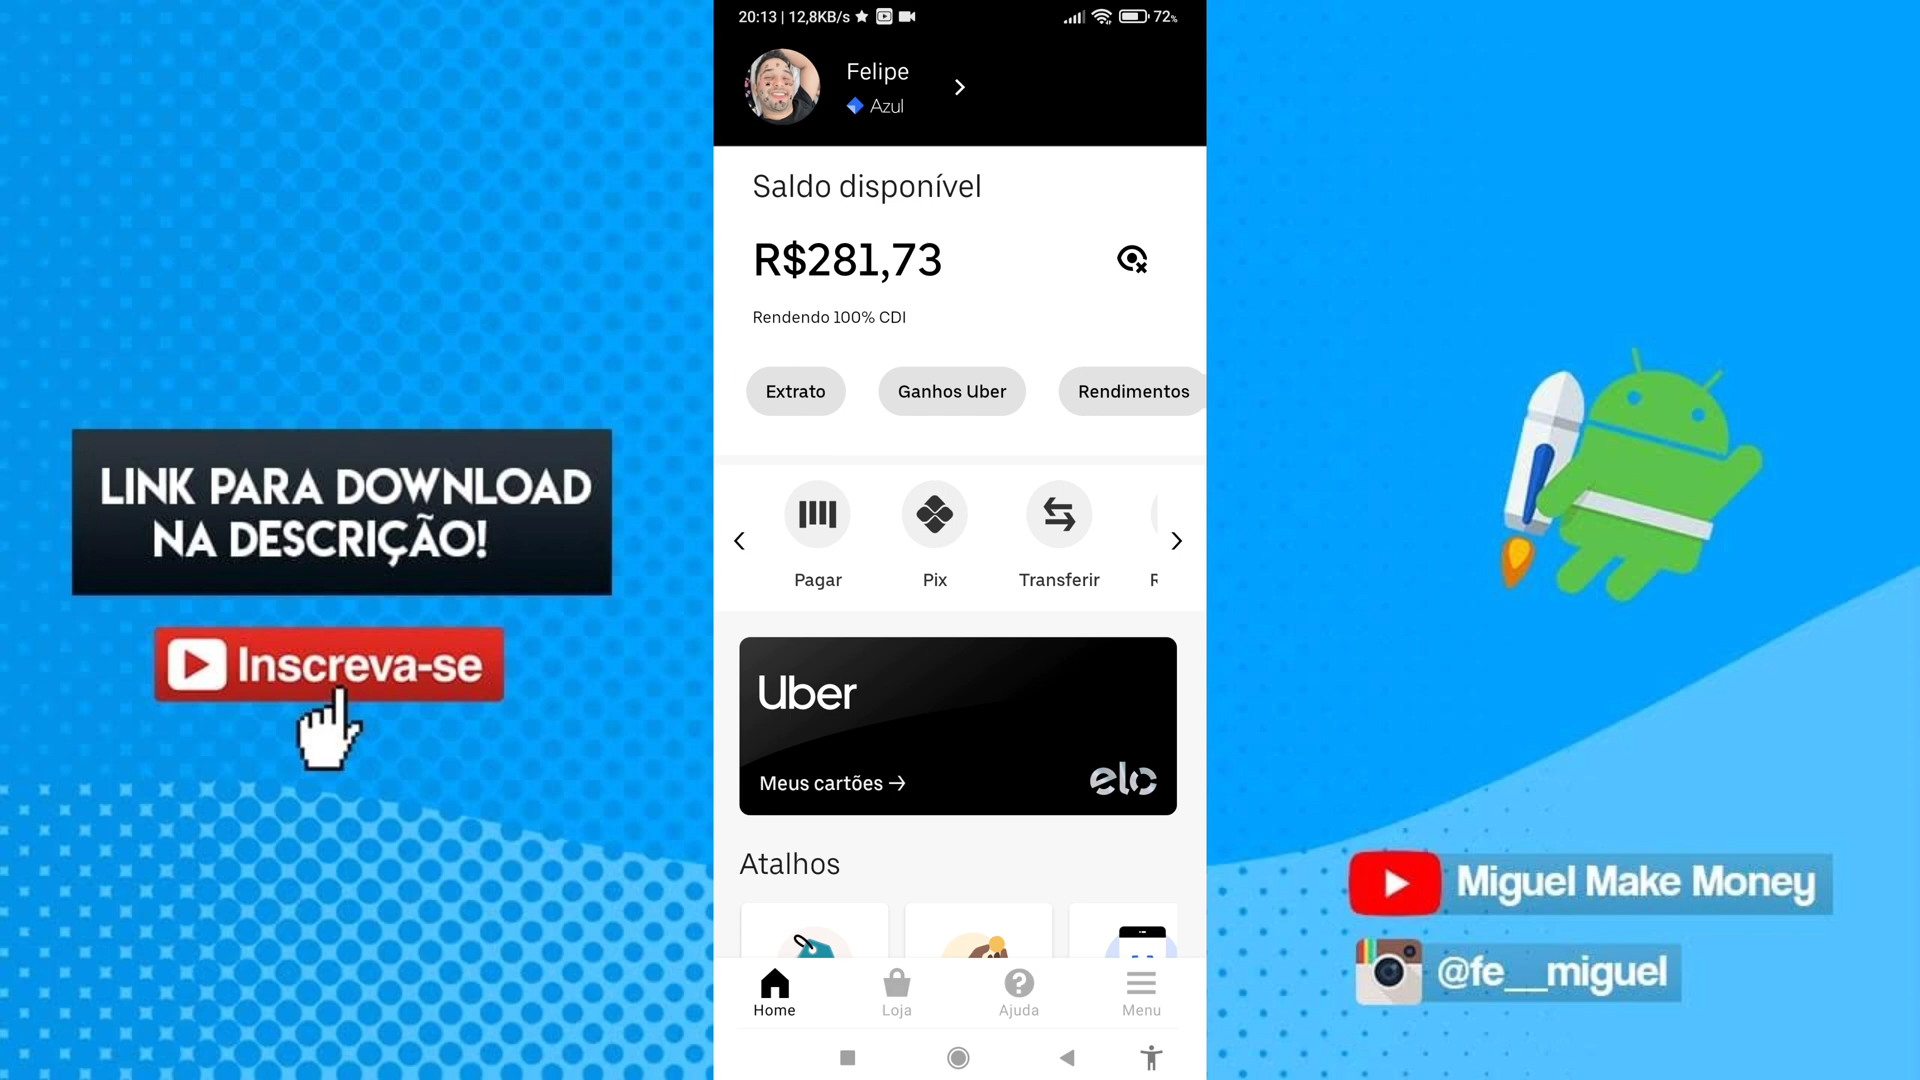 20:13 | 12,8KB/s
72%
Felipe
Azul
Saldo disponível
R$281,73
Rendendo 100% CDI
Extrato
Ganhos Uber
Rendimentos
Pagar
Pix
Transferir
LINK PARA DOWNLOAD
NA DESCRIÇÃO!
Inscreva-se
Uber
Meus cartões →
elo
Atalhos
Home
Loja
Ajuda
Menu
Miguel Make Money
@fe__miguel